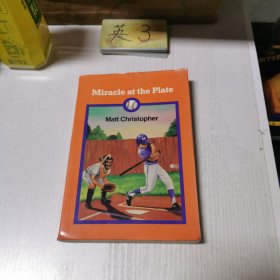 英3
Miracle at the Plate
Matt Christopher